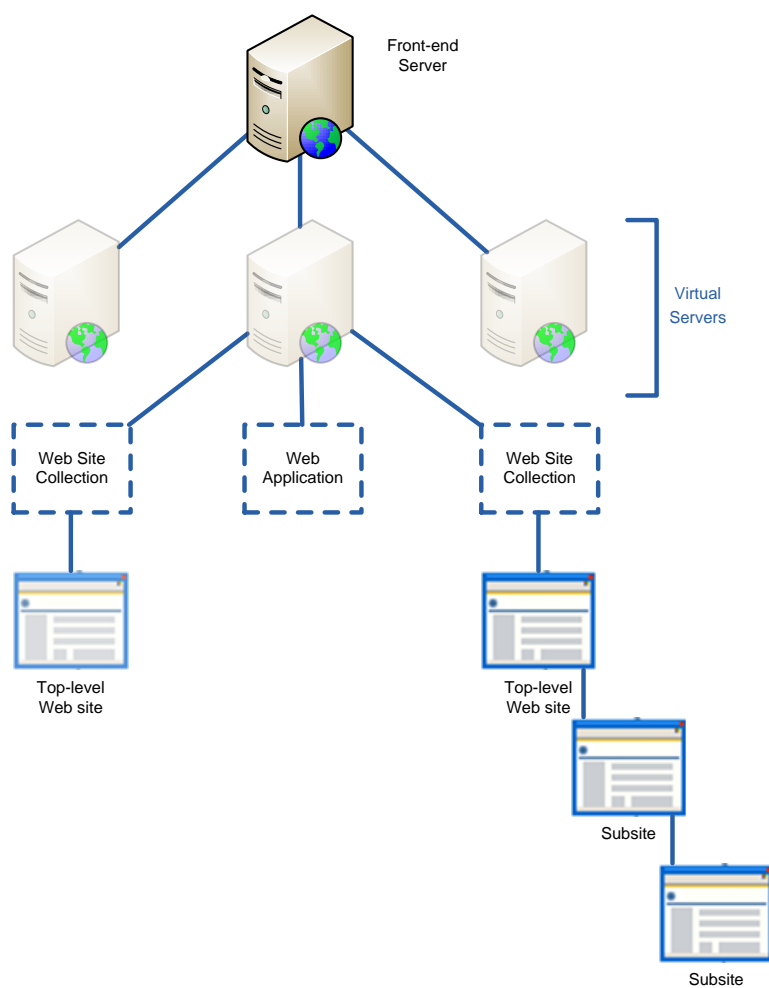 Front-end
Server
Virtual
Servers
Web Site
Collection
Web
Application
Web Site
Collection
Top-level
Web site
Top-level
Web site
Subsite
Subsite